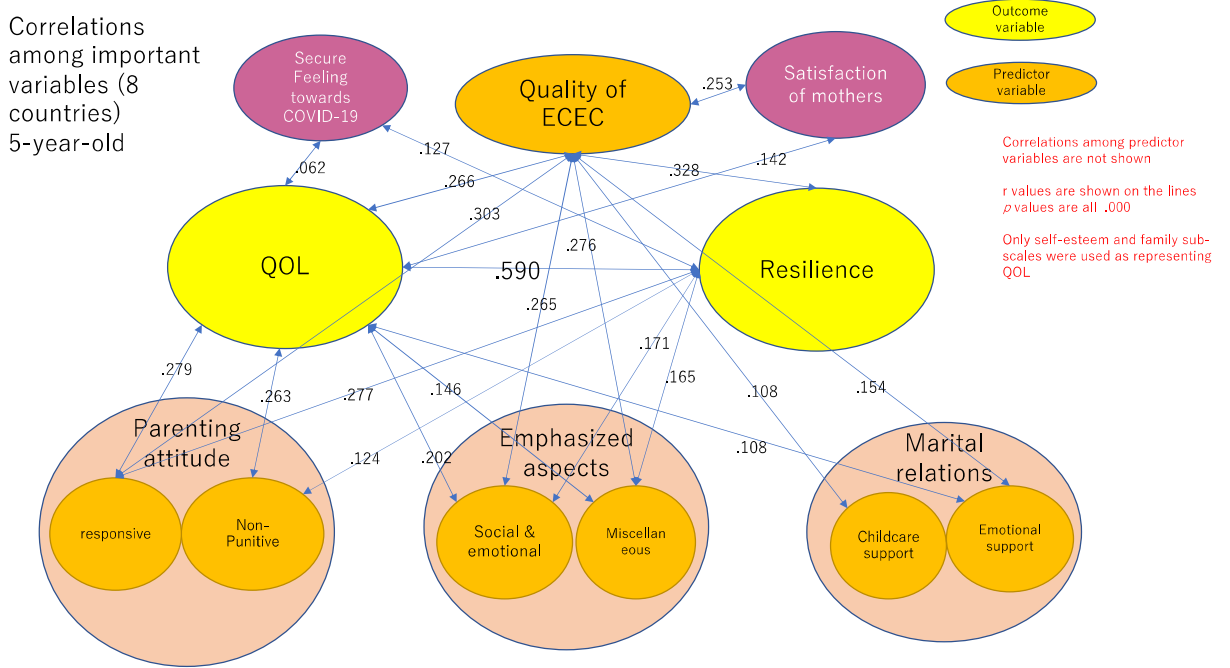 Correlations
among important
variables (8
countries)
5-year-old
Secure
Feeling
towards
COVID-19
Quality of
ECEC
Satisfaction
of mothers
Outcome
variable
Predictor
variable
Correlations among predictor
variables are not shown
r values are shown on the lines
p values are all .000
Only self-esteem and family sub-
scales were used as representing
QOL
.253
.127
.142
.062
.266
.328
.303
.276
QOL
.590
Resilience
.265
.171
.279
.263
.277
.146
.165
.108
.154
Parenting
attitude
.124
.202
Emphasized
aspects
.108
Marital
relations
responsive
Non-
Punitive
Social &
emotional
Miscellan
eous
Childcare
support
Emotional
support